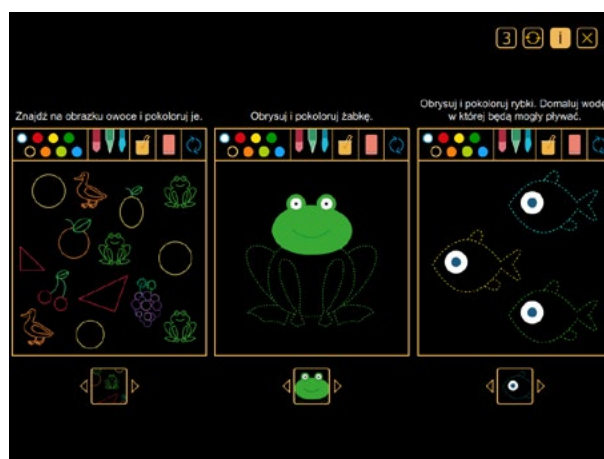 3
i
Znajdź na obrazku owoce i pokoloruj je.
Obrysuj i pokoloruj żabkę.
Obrysuj i pokoloruj rybki. Domaluj wodę,
w której będą mogły pływać.